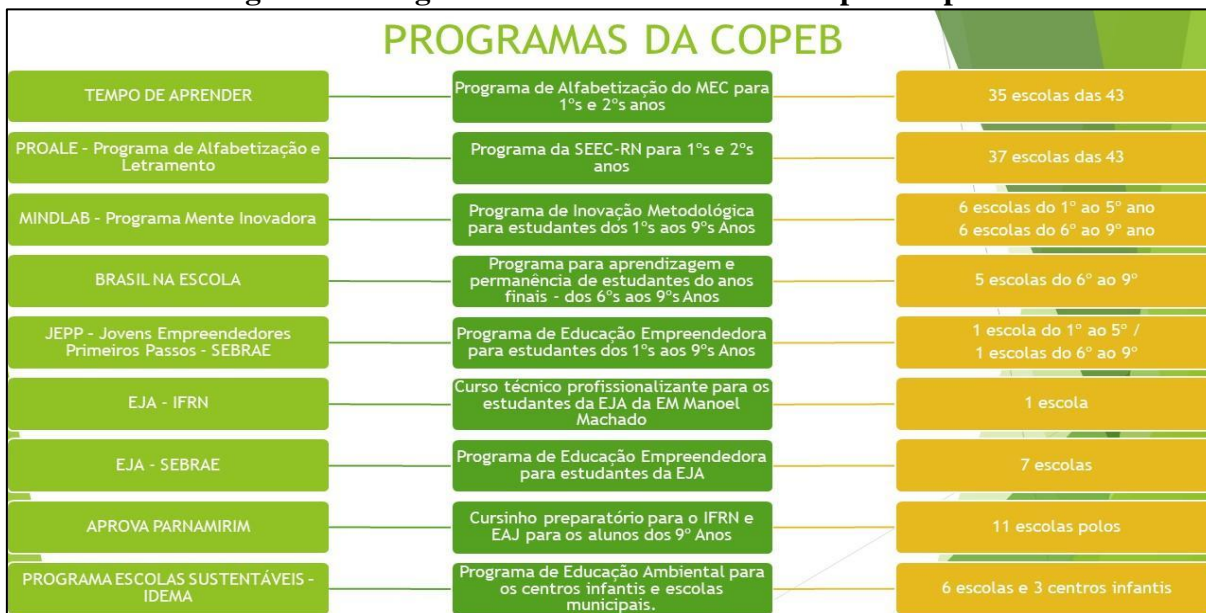 PROGRAMAS DA COPEB
TEMPO DE APRENDER
Programa de Alfabetização do MEC para
1ºs e 2ºs anos
35 escolas das 43
PROALE - Programa de Alfabetização e
Letramento
Programa da SEEC-RN para 1ºs e 2ºs
anos
37 escolas das 43
MINDLAB - Programa Mente Inovadora
Programa de Inovação Metodológica
para estudantes dos 1ºs aos 9ºs Anos
6 escolas do 1º ao 5º ano
6 escolas do 6º ao 9º ano
BRASIL NA ESCOLA
Programa para aprendizagem e
permanência de estudantes do anos
finais - dos 6ºs aos 9ºs Anos
5 escolas do 6º ao 9º
JEPP - Jovens Empreendedores
Primeiros Passos - SEBRAE
Programa de Educação Empreendedora
para estudantes dos 1ºs aos 9ºs Anos
1 escola do 1º ao 5º /
1 escolas do 6º ao 9º
EJA - IFRN
Curso técnico profissionalizante para os
estudantes da EJA da EM Manoel
Machado
1 escola
EJA - SEBRAE
Programa de Educação Empreendedora
para estudantes da EJA
7 escolas
APROVA PARNAMIRIM
Cursinho preparatório para o IFRN e
EAJ para os alunos dos 9º Anos
11 escolas polos
PROGRAMA ESCOLAS SUSTENTÁVEIS -
IDEMA
Programa de Educação Ambiental para
os centros infantis e escolas
municipais.
6 escolas e 3 centros infantis